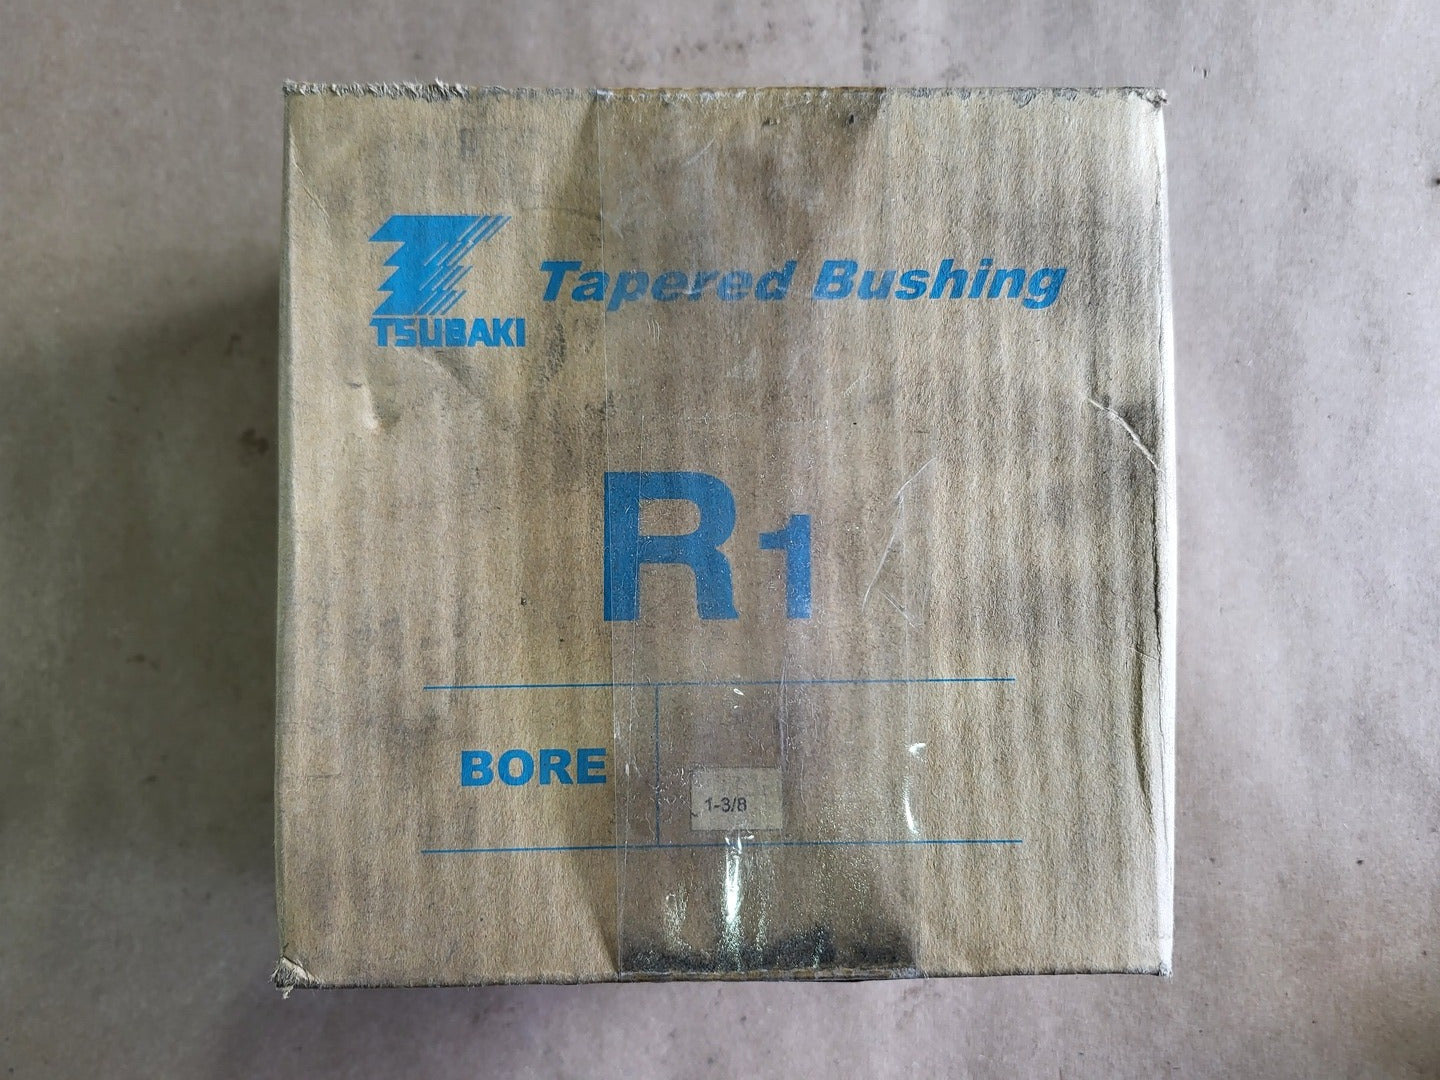 TSUBAKI
Tapered Bushing
R1
BORE
1-3/8